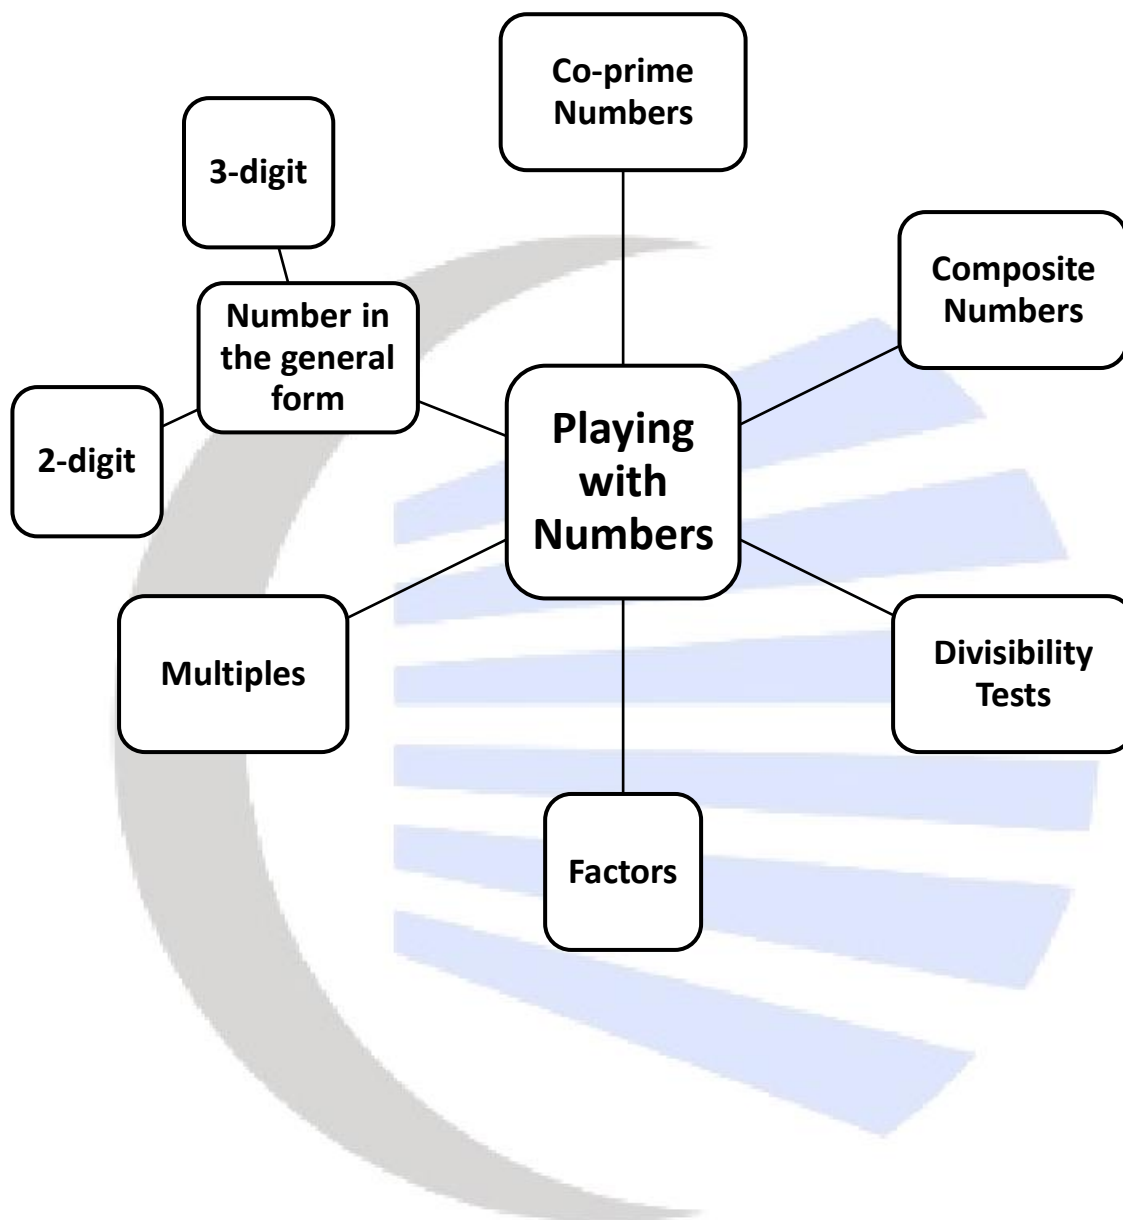 Co-prime
Numbers
3-digit
Composite
Numbers
Number in
the general
form
Playing
with
Numbers
2-digit
Multiples
Divisibility
Tests
Factors